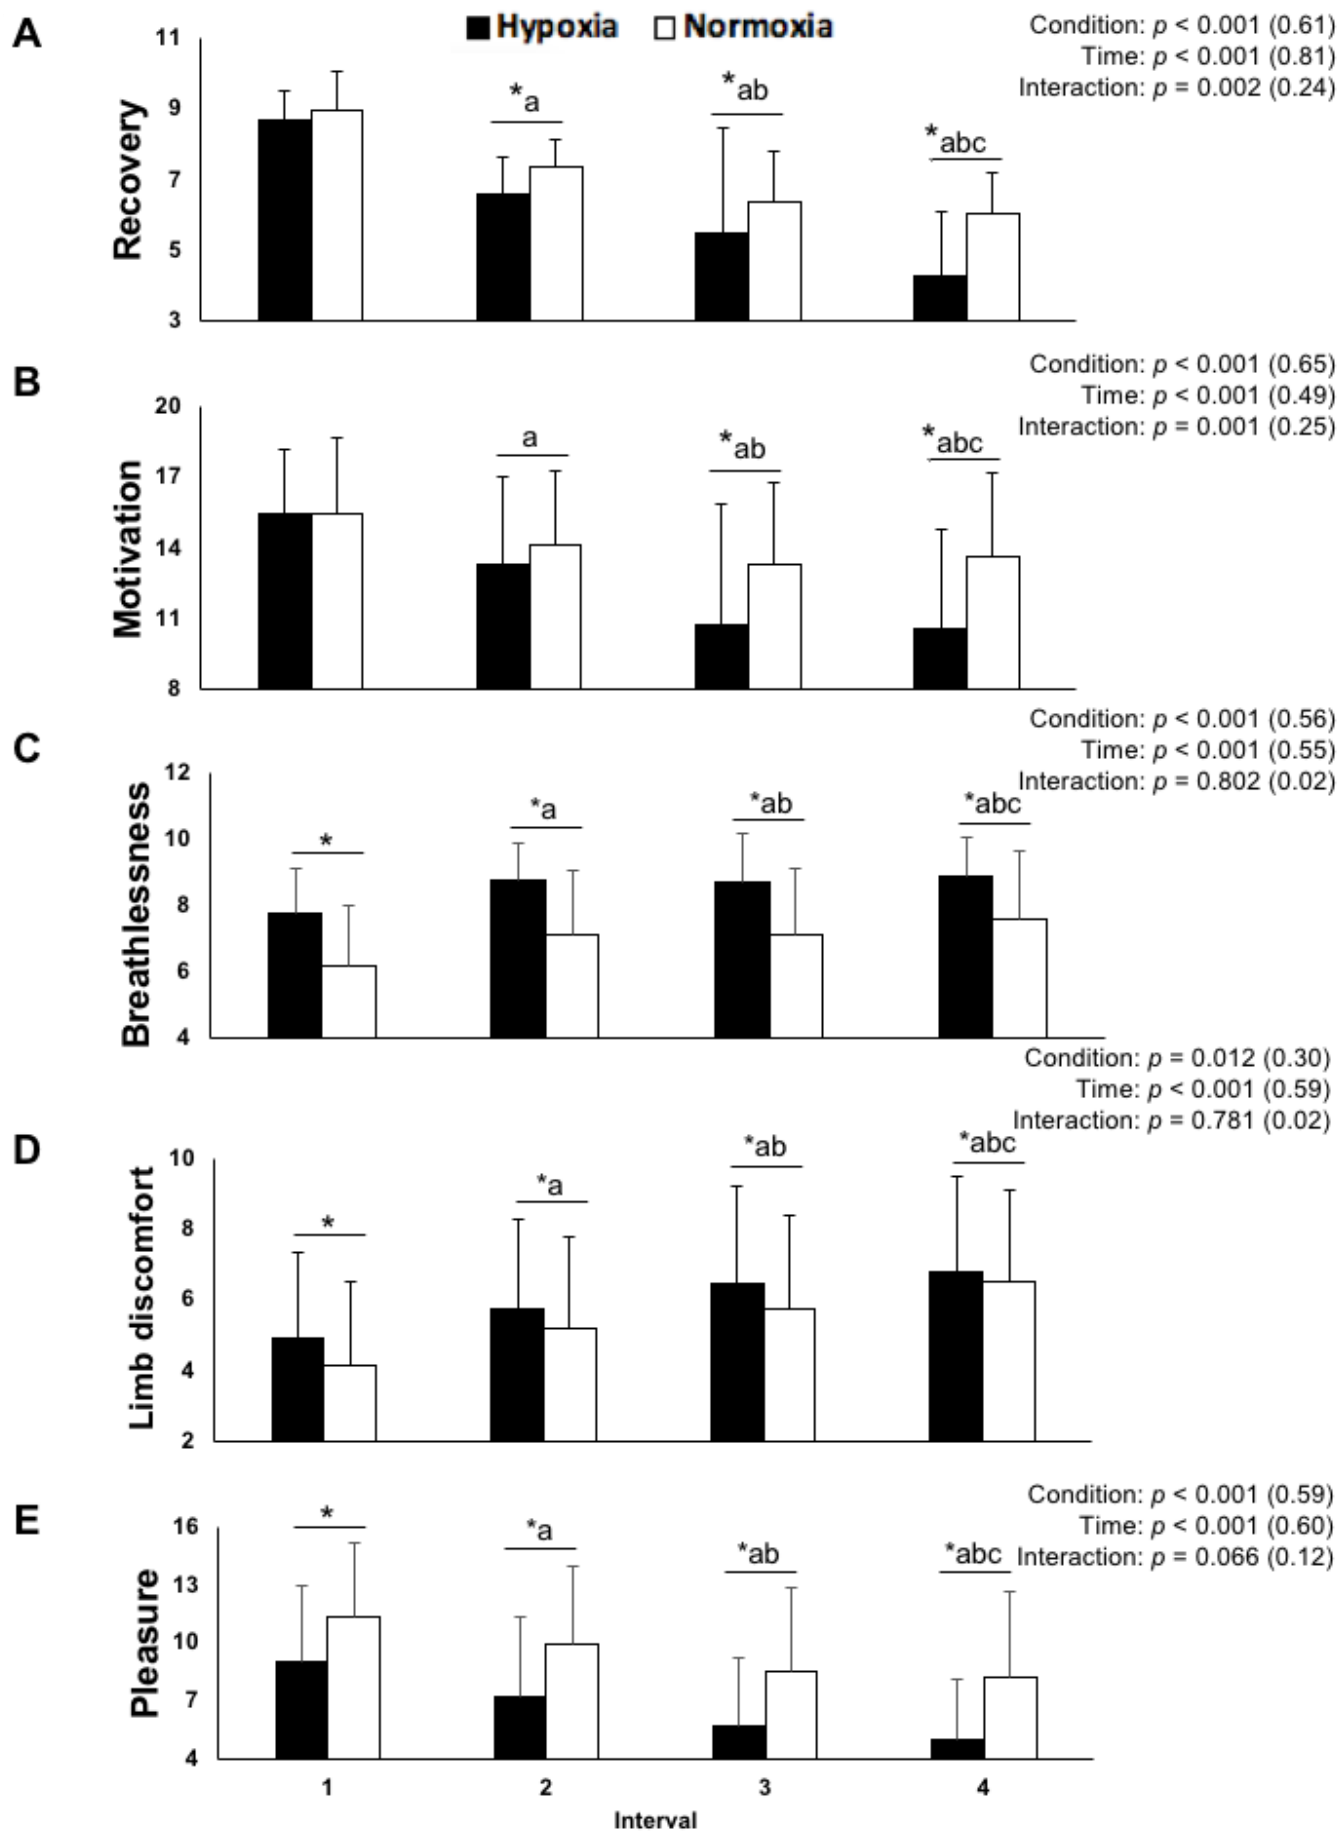 A
Hypoxia Normoxia
Condition: p < 0.001 (0.61)
Time: p < 0.001 (0.81)
Interaction: p = 0.002 (0.24)
Recovery
11
9
7
5
3
*a
*ab
*abc
B
Condition: p < 0.001 (0.65)
Time: p < 0.001 (0.49)
Interaction: p = 0.001 (0.25)
Motivation
20
17
14
11
8
a
*ab
*abc
C
Condition: p < 0.001 (0.56)
Time: p < 0.001 (0.55)
Interaction: p = 0.802 (0.02)
Breathlessness
12
10
8
6
4
*
*a
*ab
*abc
D
Condition: p = 0.012 (0.30)
Time: p < 0.001 (0.59)
Interaction: p = 0.781 (0.02)
Limb discomfort
10
8
6
4
2
*
*a
*ab
*abc
E
Condition: p < 0.001 (0.59)
Time: p < 0.001 (0.60)
Interaction: p = 0.066 (0.12)
Pleasure
16
13
10
7
4
*
*a
*ab
*abc
1 2 3 4
Interval